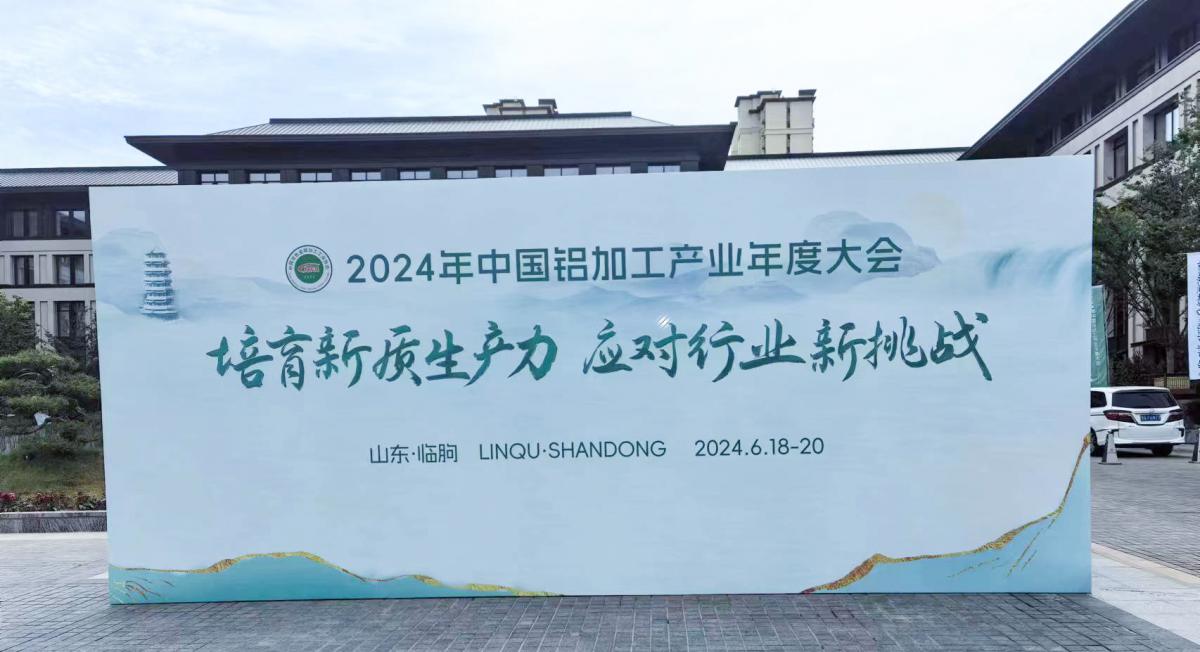 2024年中国铝加工产业年度大会
培育新质生产力 应对行业新挑战
山东·临朐 LINQU·SHANDONG 2024.6.18-20